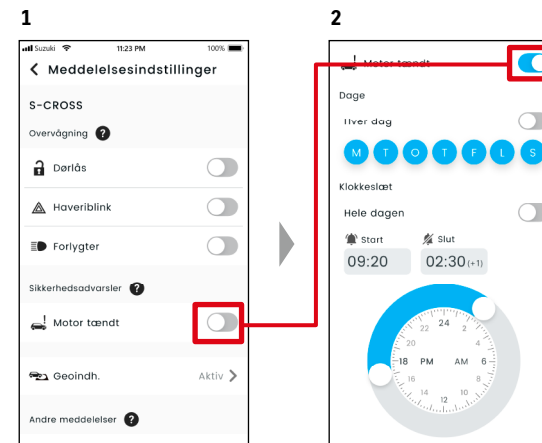 1
Suzuki 11:23 PM 100%
Meddelelsesindstillinger
S-CROSS
Overvågning ?
Dørlås
Haveriblink
Forlygter
Sikkerhedsadvarsler ?
Motor tændt
Geoindh. Aktiv
Andre meddelelser ?
2
Motor tændt
Dage
Hver dag
M T O T F L S
Klokkeslæt
Hele dagen
Start Slut
09:20 02:30 (+1)
24
22 2
20 4
18 PM AM 6
16 8
14 10
12